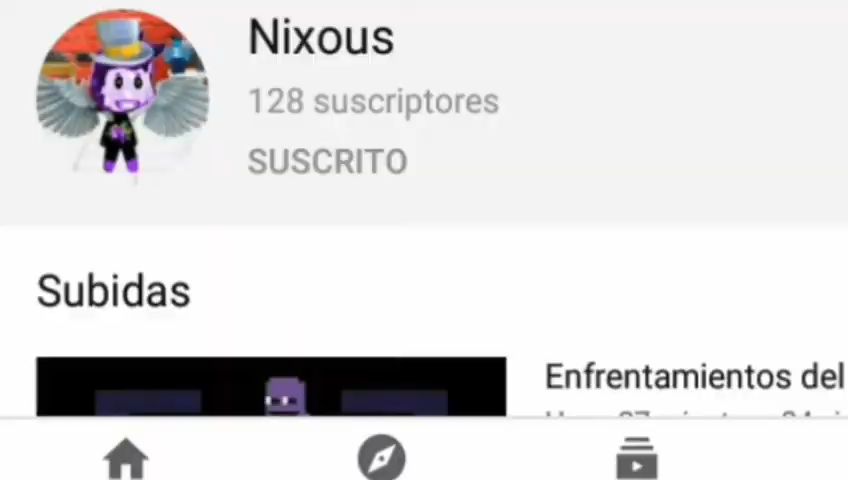 Nixous
128 suscriptores
SUSCRITO
Subidas
Enfrentamientos del